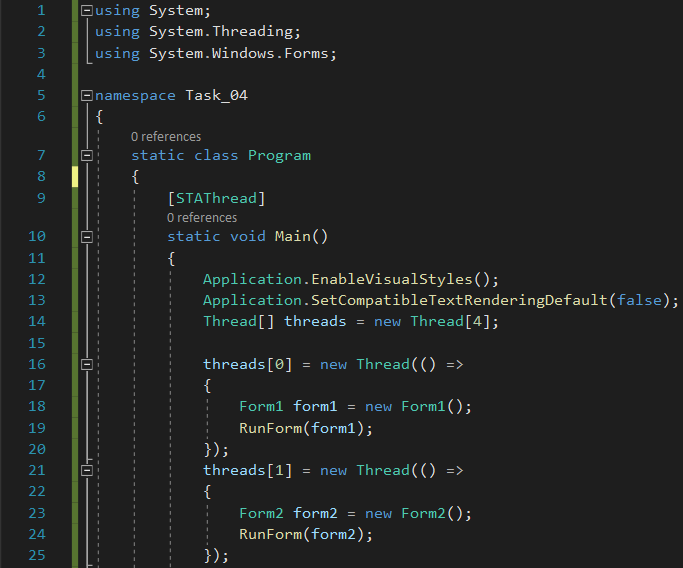 1 using System;
2 using System.Threading;
3 using System.Windows.Forms;
4
5 namespace Task_04
6 {
0 references
7 static class Program
8 {
9 [STAThread]
0 references
10 static void Main()
11 {
12 Application.EnableVisualStyles();
13 Application.SetCompatibleTextRenderingDefault(false);
14 Thread[] threads = new Thread[4];
15
16 threads[0] = new Thread(() =>
17 {
18 Form1 form1 = new Form1();
19 RunForm(form1);
20 });
21 threads[1] = new Thread(() =>
22 {
23 Form2 form2 = new Form2();
24 RunForm(form2);
25 });